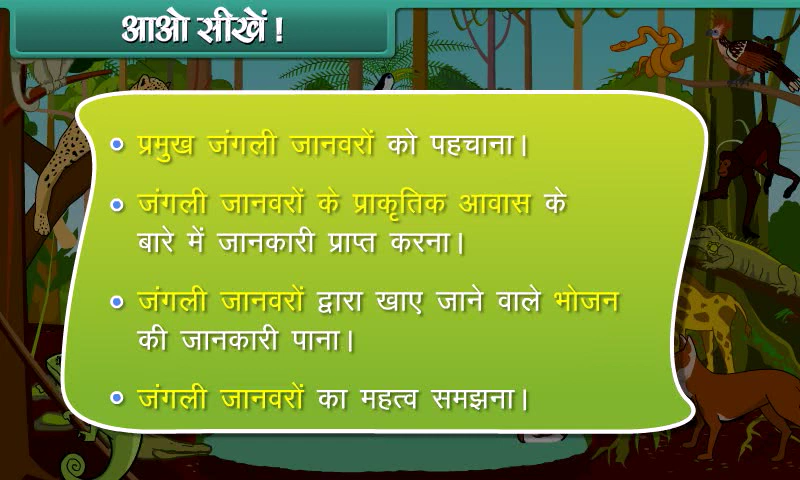 आओ सीखें!
प्रमुख जंगली जानवरों को पहचाना।
जंगली जानवरों के प्राकृतिक आवास के
बारे में जानकारी प्राप्त करना।
जंगली जानवरों द्वारा खाए जाने वाले भोजन
की जानकारी पाना।
जंगली जानवरों का महत्व समझना।